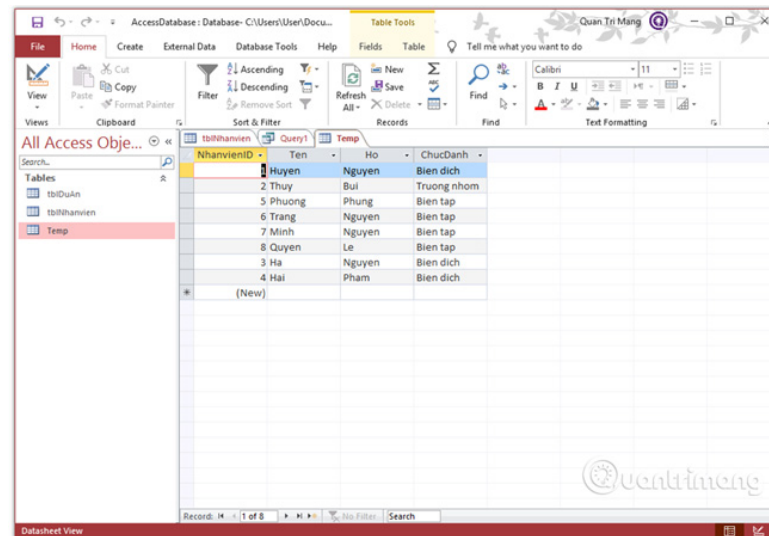 AccessDatabase : Database- C:\Users\User\Docu...
Table Tools
Quan Tri Mang
File Home Create External Data Database Tools Help Fields Table Tell me what you want to do
View
Paste
Cut
Copy
Format Painter
Filter
Ascending
Descending
Remove Sort
Refresh All
New
Save
Delete
Find
Calibri
11
B I U
Views Clipboard Sort & Filter Records Find Text Formatting
All Access Obje...
Search...
Tables
tblDuAn
tblNhanvien
Temp
tblNhanvien Query1 Temp
NhanvienID Ten Ho ChucDanh
1 Huyen Nguyen Bien dich
2 Thuy Bui Truong nhom
5 Phuong Phung Bien tap
6 Trang Nguyen Bien tap
7 Minh Nguyen Bien tap
8 Quyen Le Bien tap
3 Ha Nguyen Bien dich
4 Hai Pham Bien dich
(New)
Quantrimang
Record: 1 of 8 No Filter Search
Datasheet View